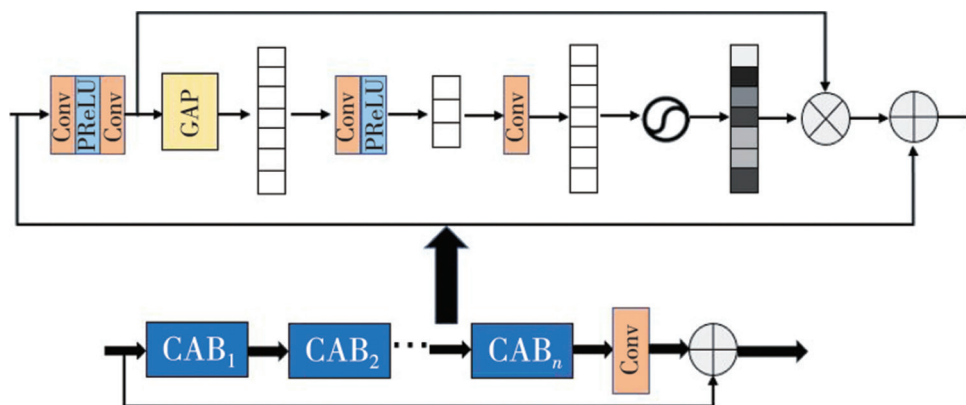 Conv
PReLU
Conv
GAP
Conv
PReLU
Conv
CAB₁
CAB₂
...
CABₙ
Conv